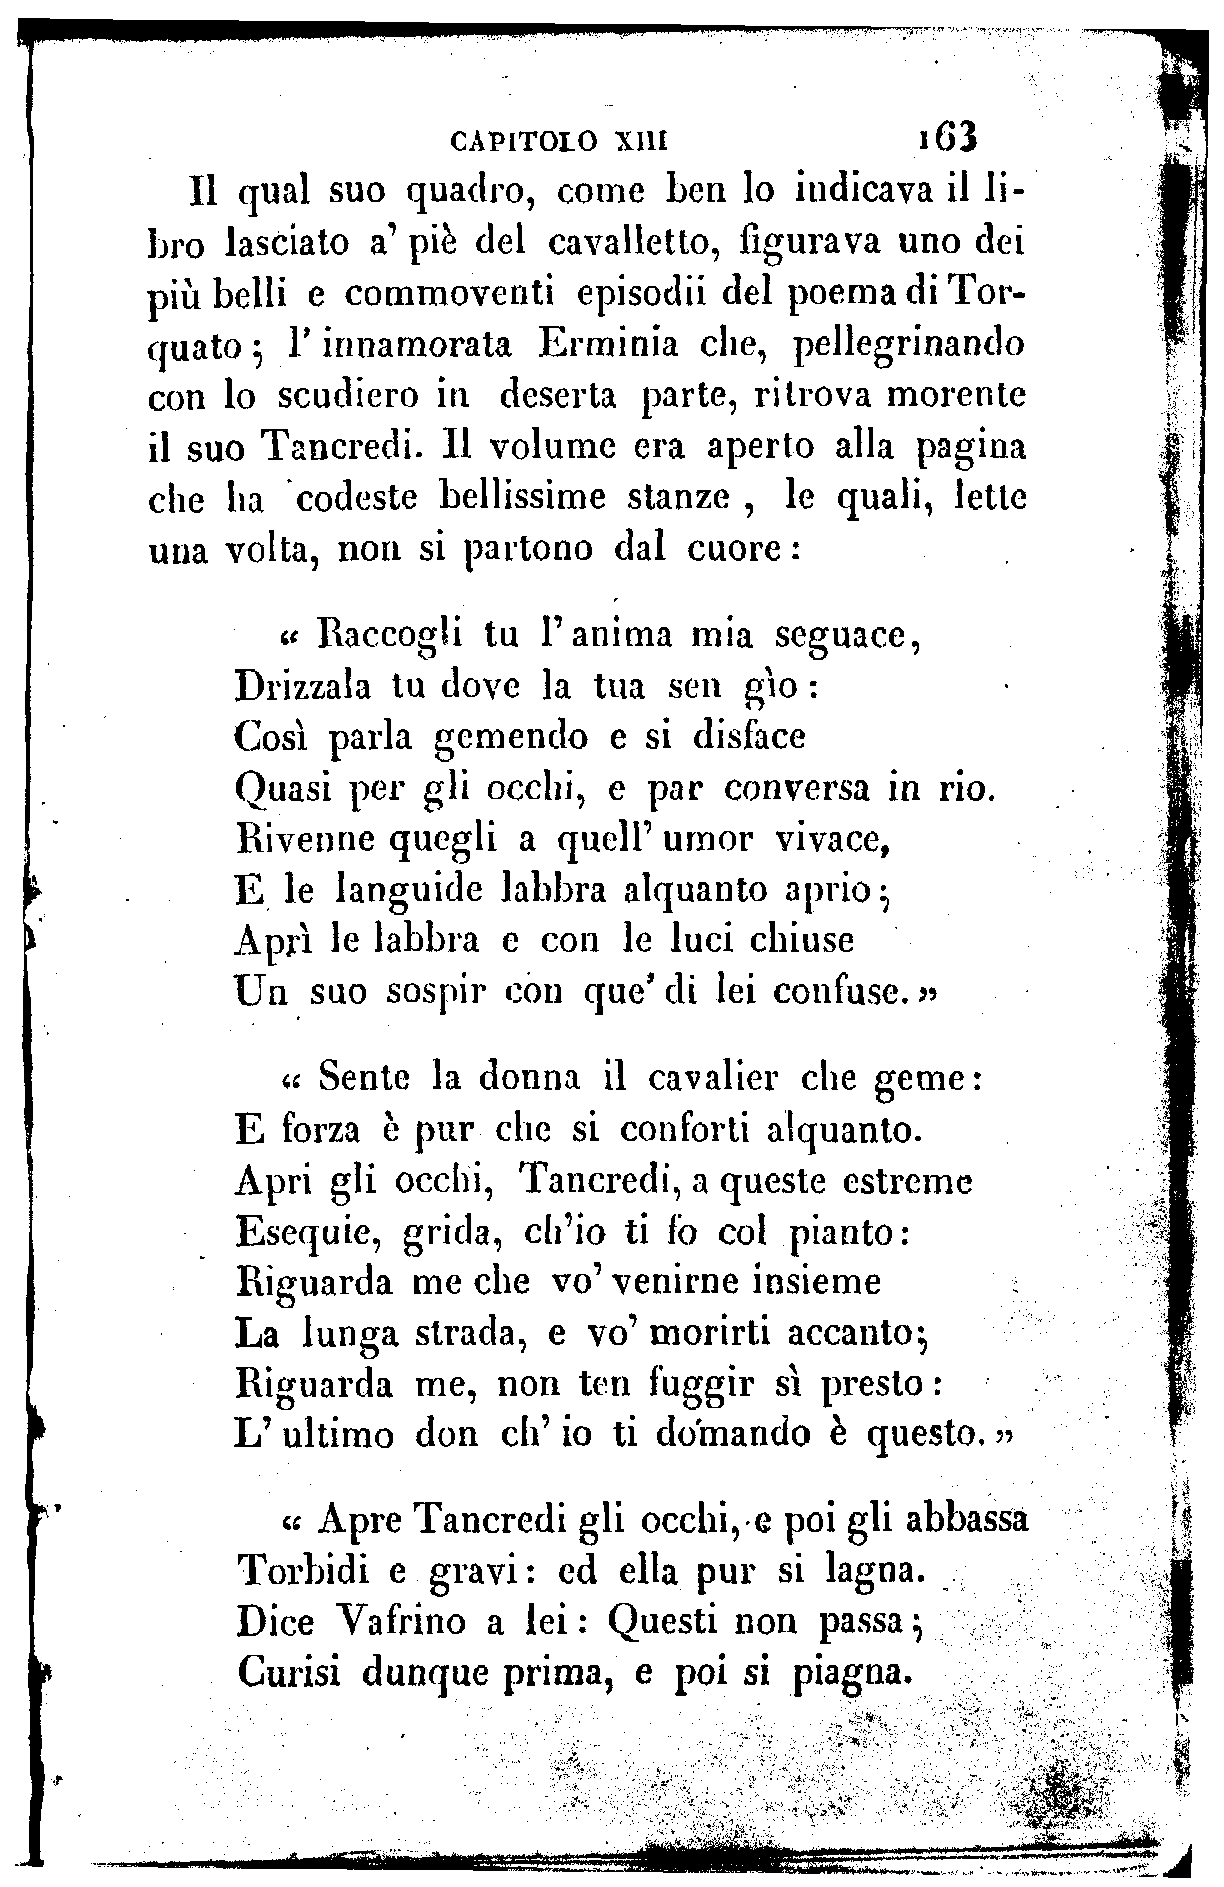 CAPITOLO XIII 163
Il qual suo quadro, come ben lo indicava il li-
bro lasciato a' piè del cavalletto, figurava uno dei
più belli e commoventi episodii del poema di Tor-
quato; l'innamorata Erminia che, pellegrinando
con lo scudiero in deserta parte, ritrova morente
il suo Tancredi. Il volume era aperto alla pagina
che ha codeste bellissime stanze, le quali, lette
una volta, non si partono dal cuore:
« Raccogli tu l'anima mia seguace,
Drizzala tu dove la tua sen gìo:
Così parla gemendo e si disface
Quasi per gli occhi, e par conversa in rio.
Rivenne quegli a quell'umor vivace,
E le languide labbra alquanto aprio;
Aprì le labbra e con le luci chiuse
Un suo sospir con que' di lei confuse. »
« Sente la donna il cavalier che geme:
E forza è pur che si conforti alquanto.
Apri gli occhi, Tancredi, a queste estreme
Esequie, grida, ch'io ti fo col pianto:
Riguarda me che vo' venirne insieme
La lunga strada, e vo' morirti accanto;
Riguarda me, non ten fuggir sì presto:
L'ultimo don ch'io ti domando è questo. »
« Apre Tancredi gli occhi, e poi gli abbassa
Torbidi e gravi: ed ella pur si lagna.
Dice Vafrino a lei: Questi non passa;
Curisi dunque prima, e poi si piagna.